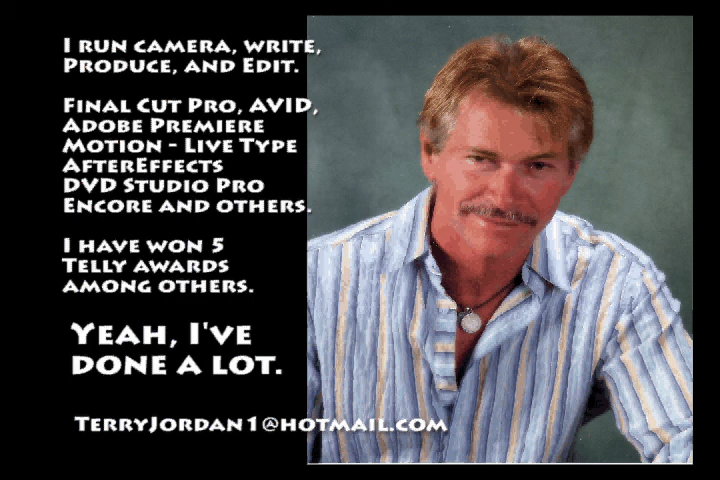 I run camera, write,
Produce, and Edit.
Final Cut Pro, AVID,
Adobe Premiere
Motion - Live Type
AfterEffects
DVD Studio Pro
Encore and others.
I have won 5
Telly awards
among others.
Yeah, I've
done a lot.
TerryJordan1@hotmail.com